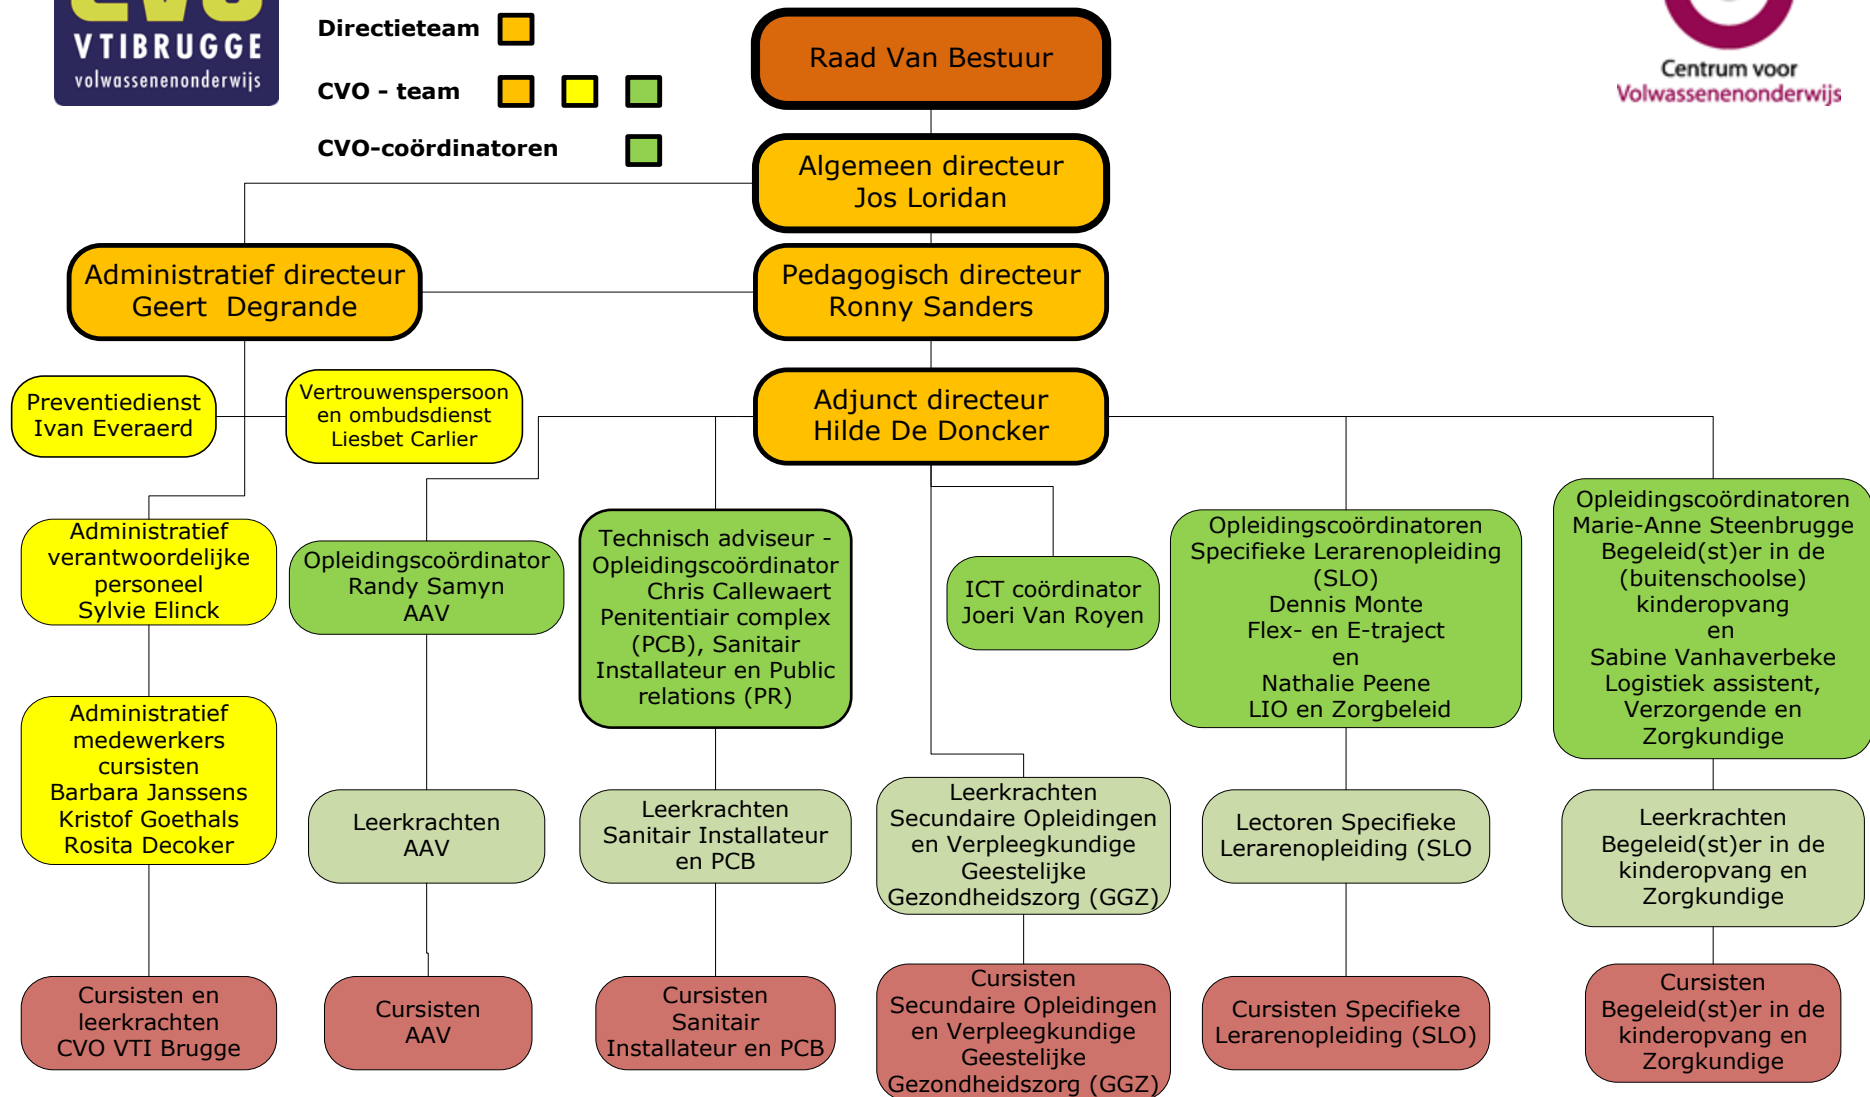 CVO
VTIBRUGGE
volwassenenonderwijs
Directieteam
CVO - team
CVO-coördinatoren
Centrum voor
Volwassenenonderwijs
Raad Van Bestuur
Algemeen directeur
Jos Loridan
Administratief directeur
Geert  Degrande
Pedagogisch directeur
Ronny Sanders
Preventiedienst
Ivan Everaerd
Vertrouwenspersoon
en ombudsdienst
Liesbet Carlier
Adjunct directeur
Hilde De Doncker
Administratief
verantwoordelijke
personeel
Sylvie Elinck
Opleidingscoördinator
Randy Samyn
AAV
Technisch adviseur -
Opleidingscoördinator
Chris Callewaert
Penitentiair complex
(PCB), Sanitair
Installateur en Public
relations (PR)
ICT coördinator
Joeri Van Royen
Opleidingscoördinatoren
Specifieke Lerarenopleiding
(SLO)
Dennis Monte
Flex- en E-traject
en
Nathalie Peene
LIO en Zorgbeleid
Opleidingscoördinatoren
Marie-Anne Steenbrugge
Begeleid(st)er in de
(buitenschoolse)
kinderopvang
en
Sabine Vanhaverbeke
Logistiek assistent,
Verzorgende en
Zorgkundige
Administratief
medewerkers
cursisten
Barbara Janssens
Kristof Goethals
Rosita Decoker
Leerkrachten
AAV
Leerkrachten
Sanitair Installateur
en PCB
Leerkrachten
Secundaire Opleidingen
en Verpleegkundige
Geestelijke
Gezondheidszorg (GGZ)
Lectoren Specifieke
Lerarenopleiding (SLO
Leerkrachten
Begeleid(st)er in de
kinderopvang en
Zorgkundige
Cursisten en
leerkrachten
CVO VTI Brugge
Cursisten
AAV
Cursisten
Sanitair
Installateur en PCB
Cursisten
Secundaire Opleidingen
en Verpleegkundige
Geestelijke
Gezondheidszorg (GGZ)
Cursisten Specifieke
Lerarenopleiding (SLO)
Cursisten
Begeleid(st)er in de
kinderopvang en
Zorgkundige